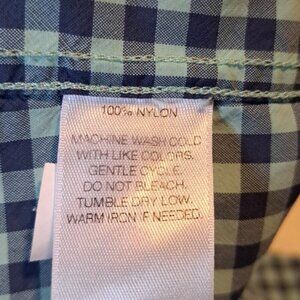 100% NYLON
MACHINE WASH COLD
WITH LIKE COLORS.
GENTLE CYCLE.
DO NOT BLEACH.
TUMBLE DRY LOW.
WARM IRON IF NEEDED.